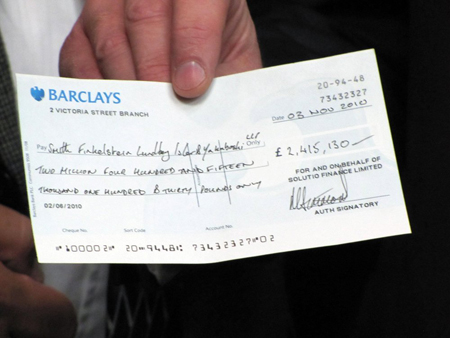 BARCLAYS
2 VICTORIA STREET BRANCH
20-94-48
73432327
Date 03 NOV 2010
Pay Smith Finkelstein Lundberg Isler & Yakaboski LLP Only
TWO MILLION FOUR HUNDRED AND FIFTEEN £ 2,415,130—
THOUSAND ONE HUNDRED & THIRTY POUNDS ONLY
FOR AND ON BEHALF OF
SOLUTIO FINANCE LIMITED
02/06/2010
AUTH SIGNATORY
Cheque No. Sort Code Account No.
100002 20 94481 73432327 02